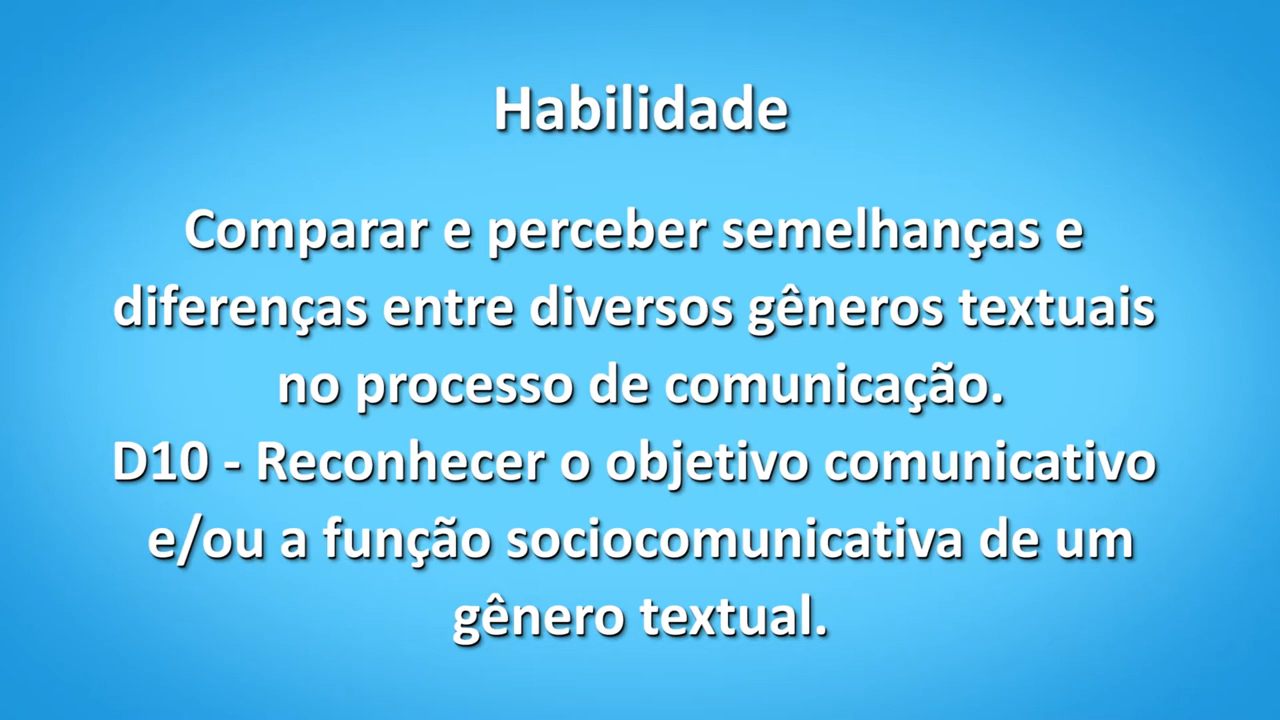 Habilidade
Comparar e perceber semelhanças e
diferenças entre diversos gêneros textuais
no processo de comunicação.
D10 - Reconhecer o objetivo comunicativo
e/ou a função sociocomunicativa de um
gênero textual.